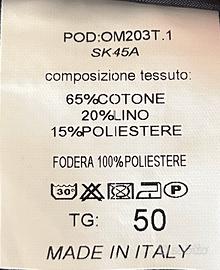 POD:OM203T.1
SK45A
composizione tessuto:
65%COTONE
20%LINO
15%POLIESTERE
FODERA 100%POLIESTERE
30° P
TG: 50
MADE IN ITALY